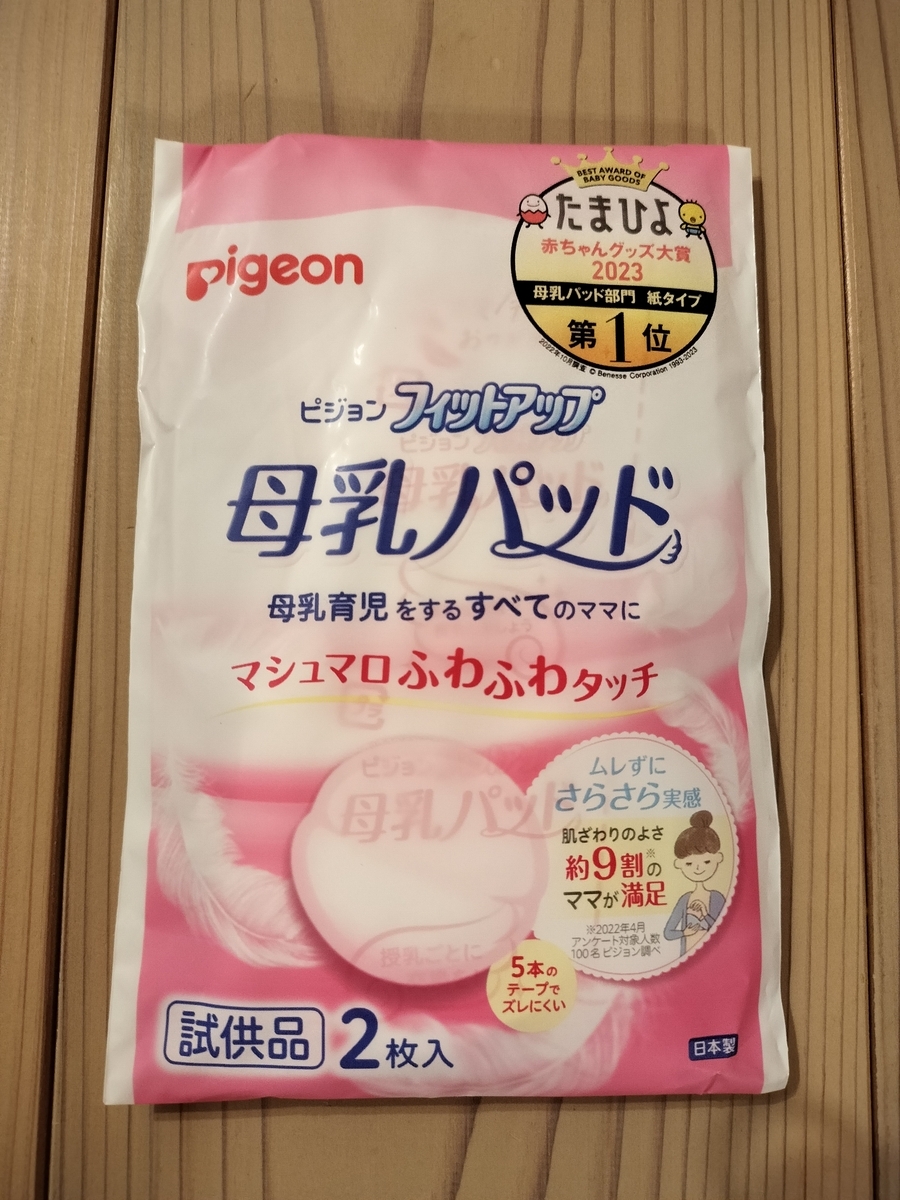 BEST AWARD OF
BABY GOODS
たまひよ
赤ちゃんグッズ大賞
2023
母乳パッド部門 紙タイプ
第1位
2022年10月調査 © Benesse Corporation 1993-2023
pigeon
ピジョン フィットアップ
母乳パッド
母乳育児をするすべてのママに
マシュマロふわふわタッチ
ムレずに
さらさら実感
肌ざわりのよさ
約9割※の
ママが満足
※2022年4月
アンケート対象人数
100名 ピジョン調べ
5本の
テープで
ズレにくい
試供品 2枚入
日本製